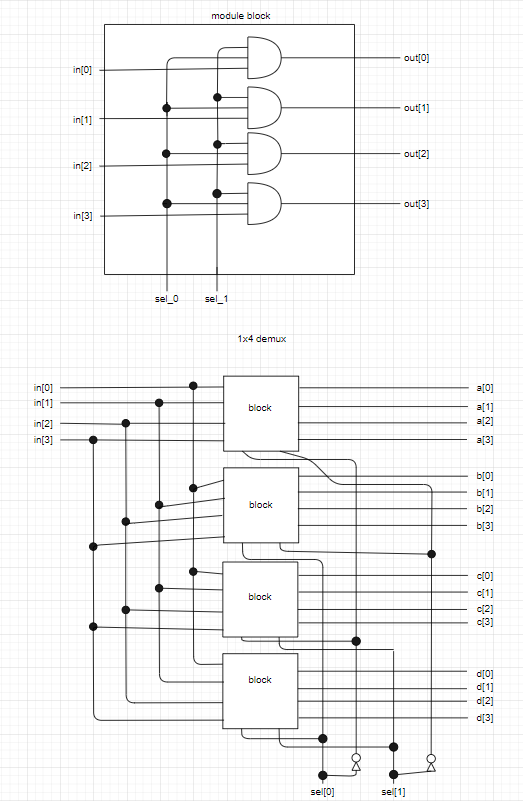 module block
in[0]
out[0]
in[1]
out[1]
in[2]
out[2]
in[3]
out[3]
sel_0
sel_1
1x4 demux
in[0]
in[1]
in[2]
in[3]
block
a[0]
a[1]
a[2]
a[3]
block
b[0]
b[1]
b[2]
b[3]
block
c[0]
c[1]
c[2]
c[3]
block
d[0]
d[1]
d[2]
d[3]
sel[0]
sel[1]